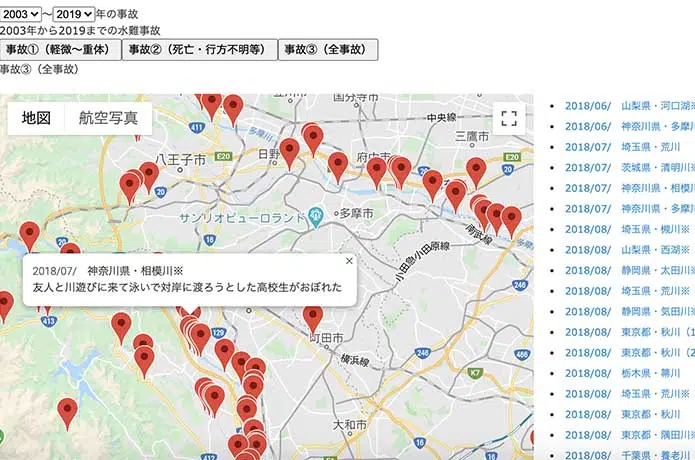 2003 〜 2019 年の事故
2003年から2019までの水難事故
事故①（軽微〜重体） 事故②（死亡・行方不明等） 事故③（全事故）
事故③（全事故）
地図 航空写真
国分寺市
中央線
三鷹市
411
多摩川
八王子市
E20
日野
府中市
20
E20
20
サンリオピューロランド
多摩市
南武線
16
小田急小田原線
2018/07/ 神奈川県・相模川※
友人と川遊びに来て泳いで対岸に渡ろうとした高校生がおぼれた
413
129
町田市
横浜線
246
246
K7
16
大和市
246
2018/06/ 山梨県・河口湖※
2018/06/ 神奈川県・多摩川
2018/07/ 埼玉県・荒川
2018/07/ 茨城県・清明川※
2018/07/ 神奈川県・相模川
2018/07/ 神奈川県・多摩川
2018/08/ 埼玉県・槻川※
2018/08/ 山梨県・西湖※
2018/08/ 静岡県・太田川
2018/08/ 埼玉県・荒川※
2018/08/ 静岡県・気田川※
2018/08/ 東京都・秋川（1
2018/08/ 東京都・秋川（2
2018/08/ 栃木県・箒川
2018/08/ 埼玉県・荒川※
2018/08/ 東京都・秋川
2018/08/ 東京都・隅田川※
2018/08/ 千葉県・養老川